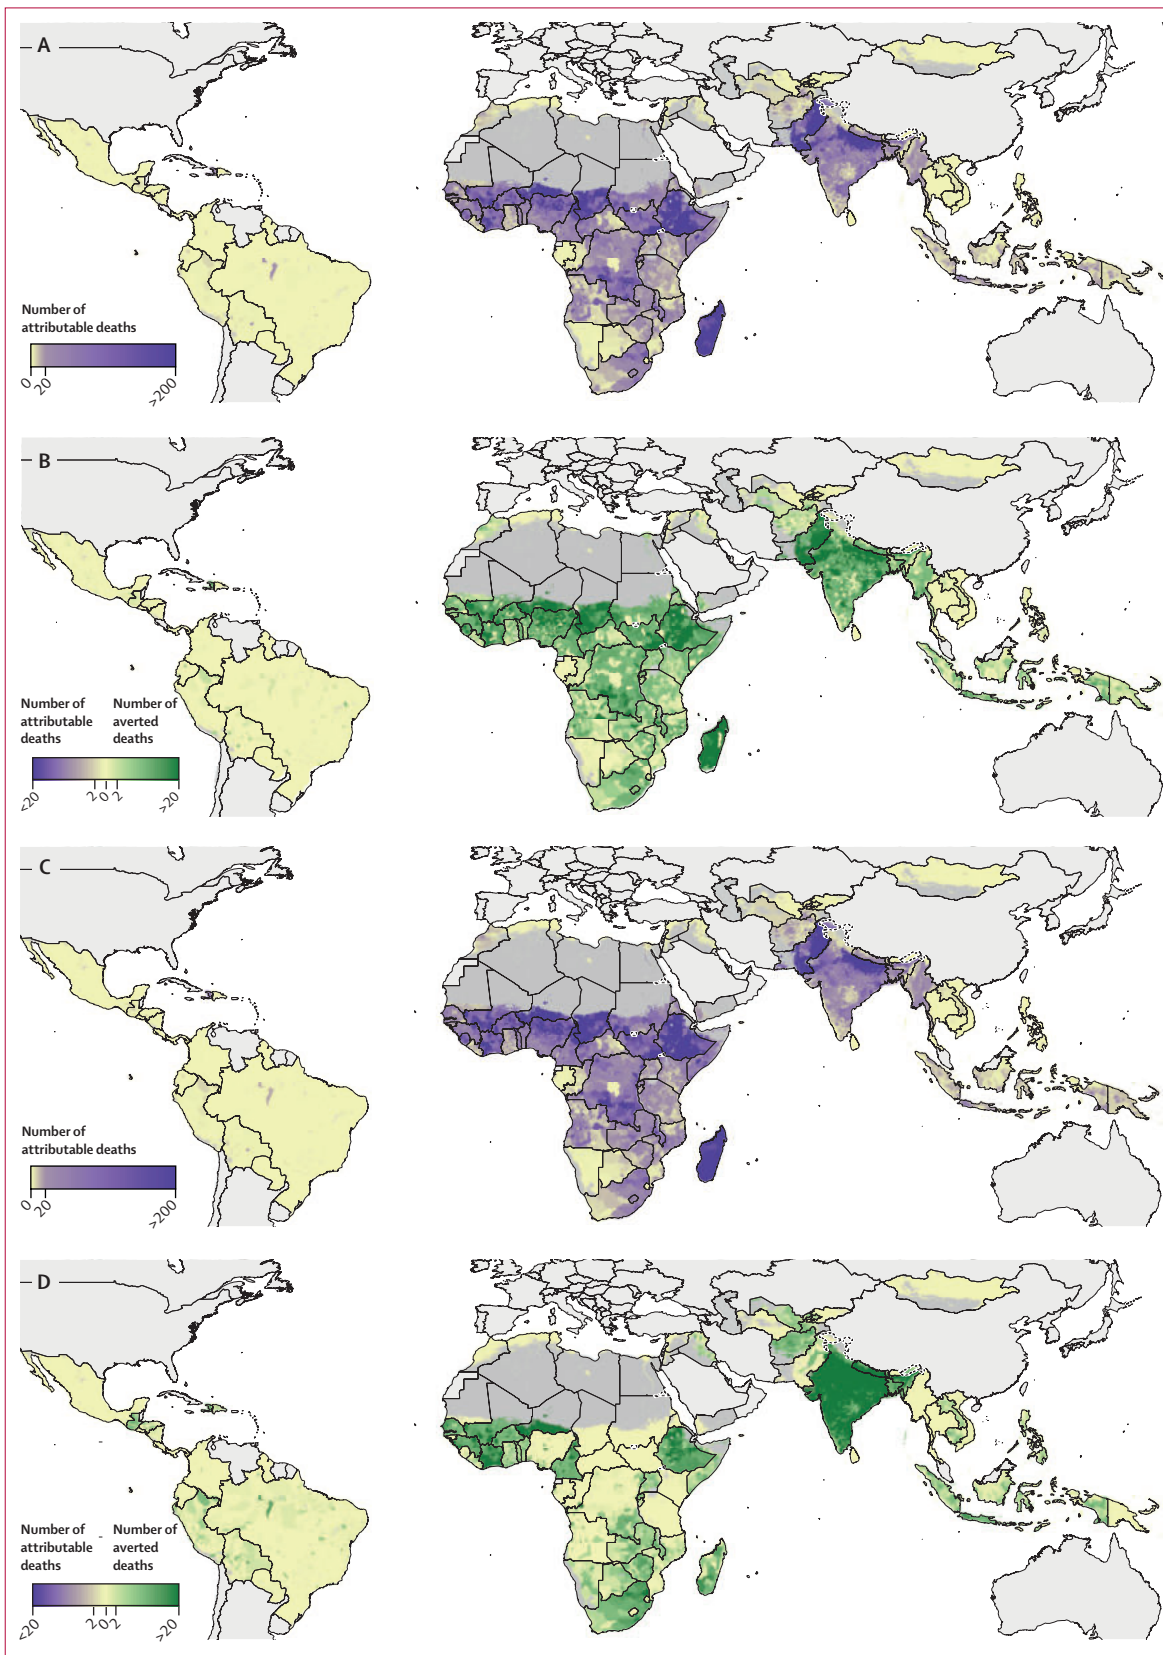 A
Number of
attributable deaths
0
20
>200
B
Number of
attributable
deaths
Number of
averted
deaths
<20
2
0
2
>20
C
Number of
attributable deaths
0
20
>200
D
Number of
attributable
deaths
-
Number of
averted
deaths
<20
2
0
2
>20